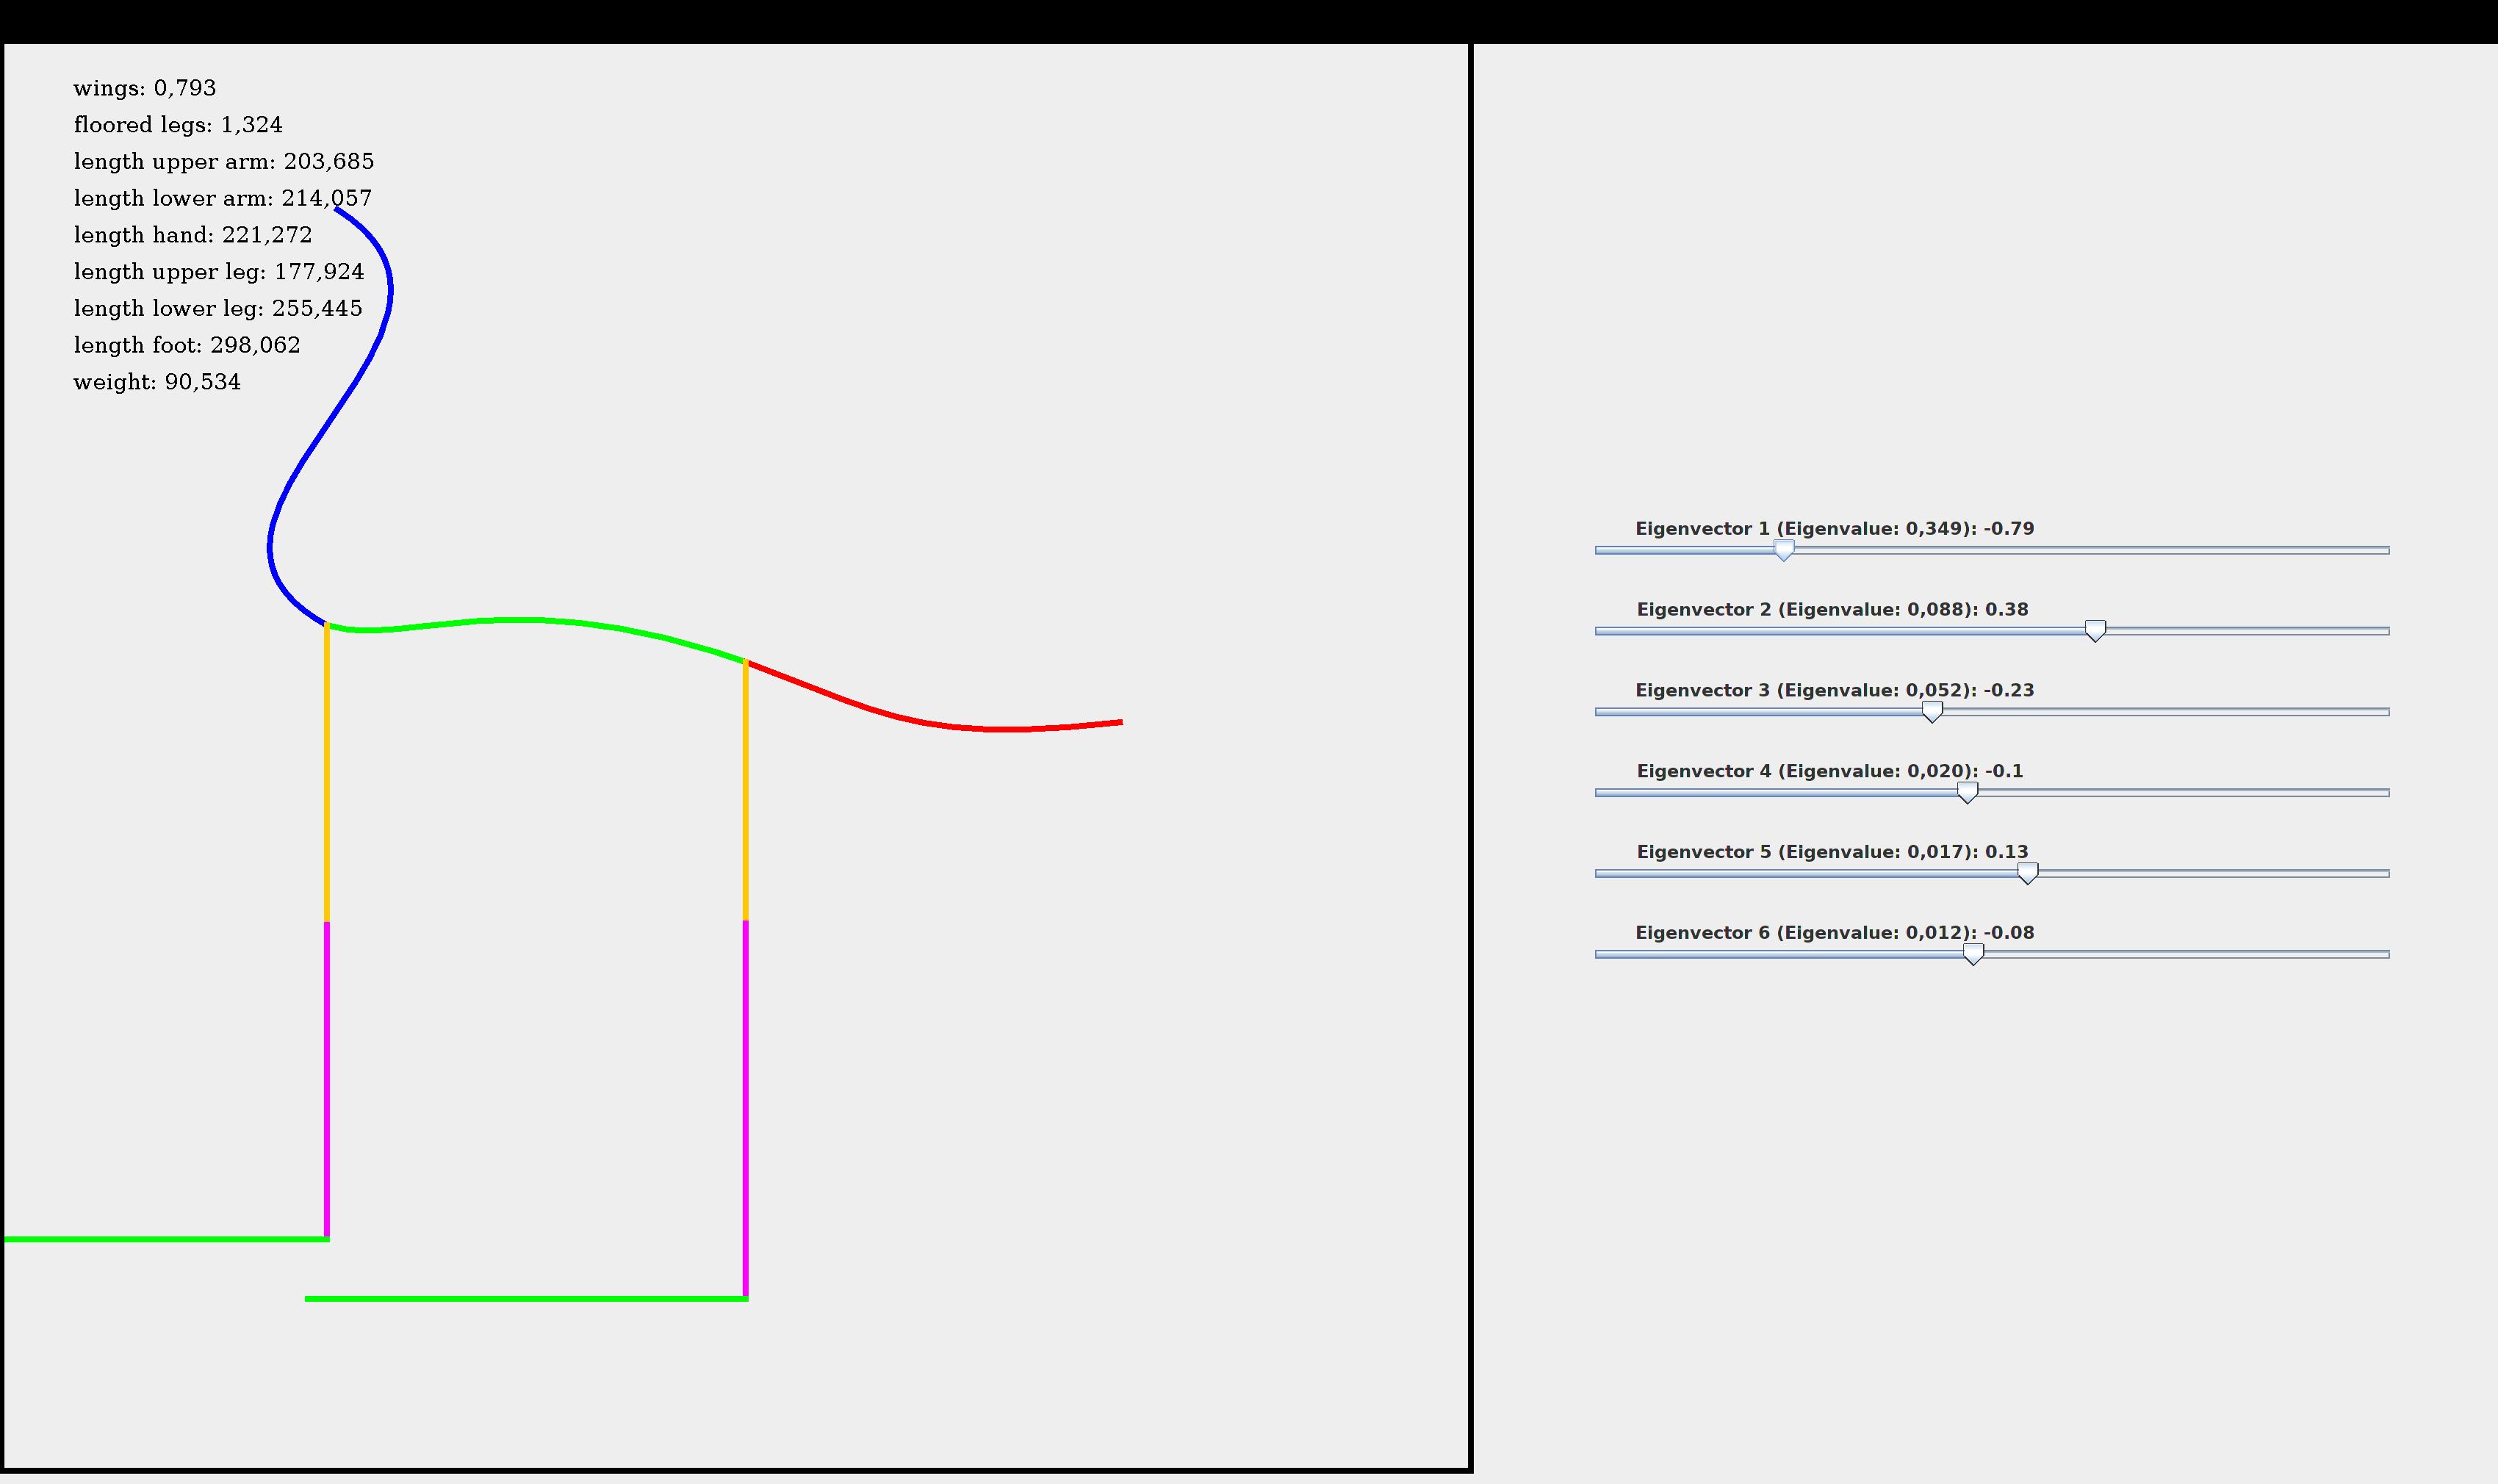 wings: 0,793
floored legs: 1,324
length upper arm: 203,685
length lower arm: 214,057
length hand: 221,272
length upper leg: 177,924
length lower leg: 255,445
length foot: 298,062
weight: 90,534
Eigenvector 1 (Eigenvalue: 0,349): -0.79
Eigenvector 2 (Eigenvalue: 0,088): 0.38
Eigenvector 3 (Eigenvalue: 0,052): -0.23
Eigenvector 4 (Eigenvalue: 0,020): -0.1
Eigenvector 5 (Eigenvalue: 0,017): 0.13
Eigenvector 6 (Eigenvalue: 0,012): -0.08